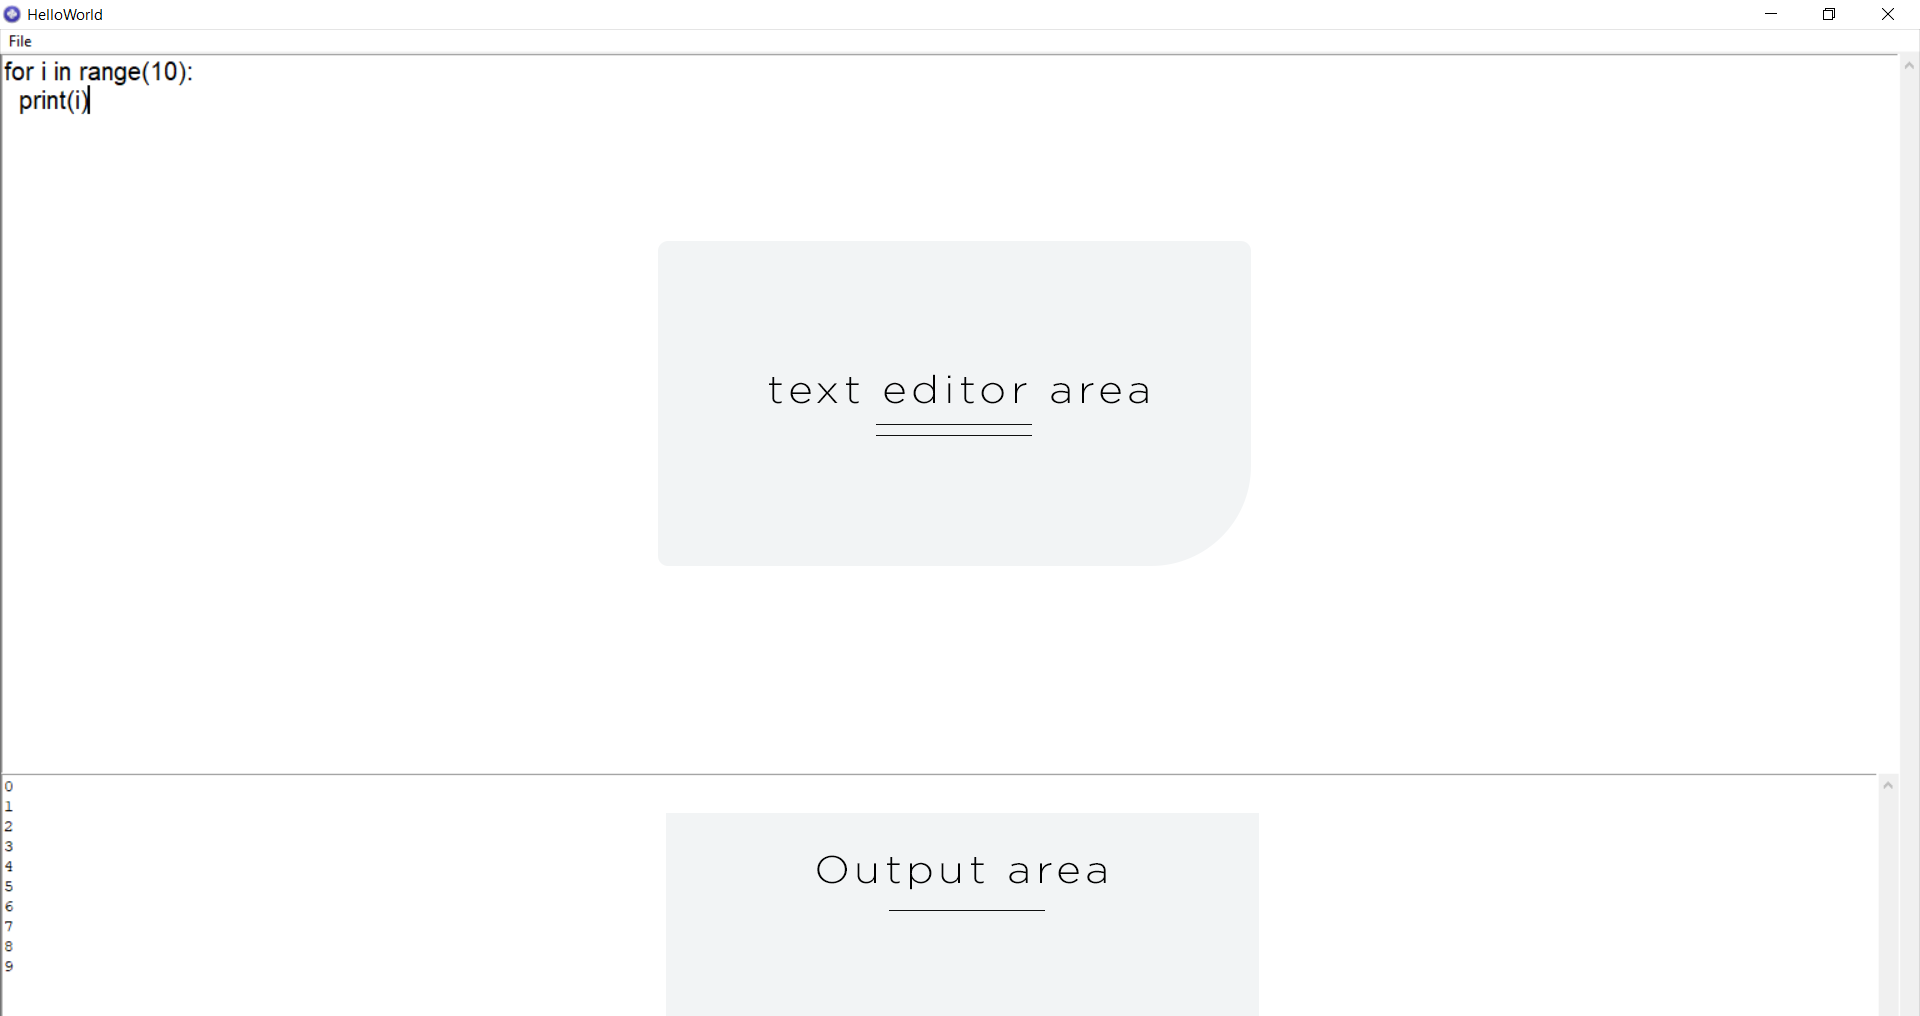 HelloWorld
File
for i in range(10):
  print(i)
text editor area
0
1
2
3
4
5
6
7
8
9
Output area